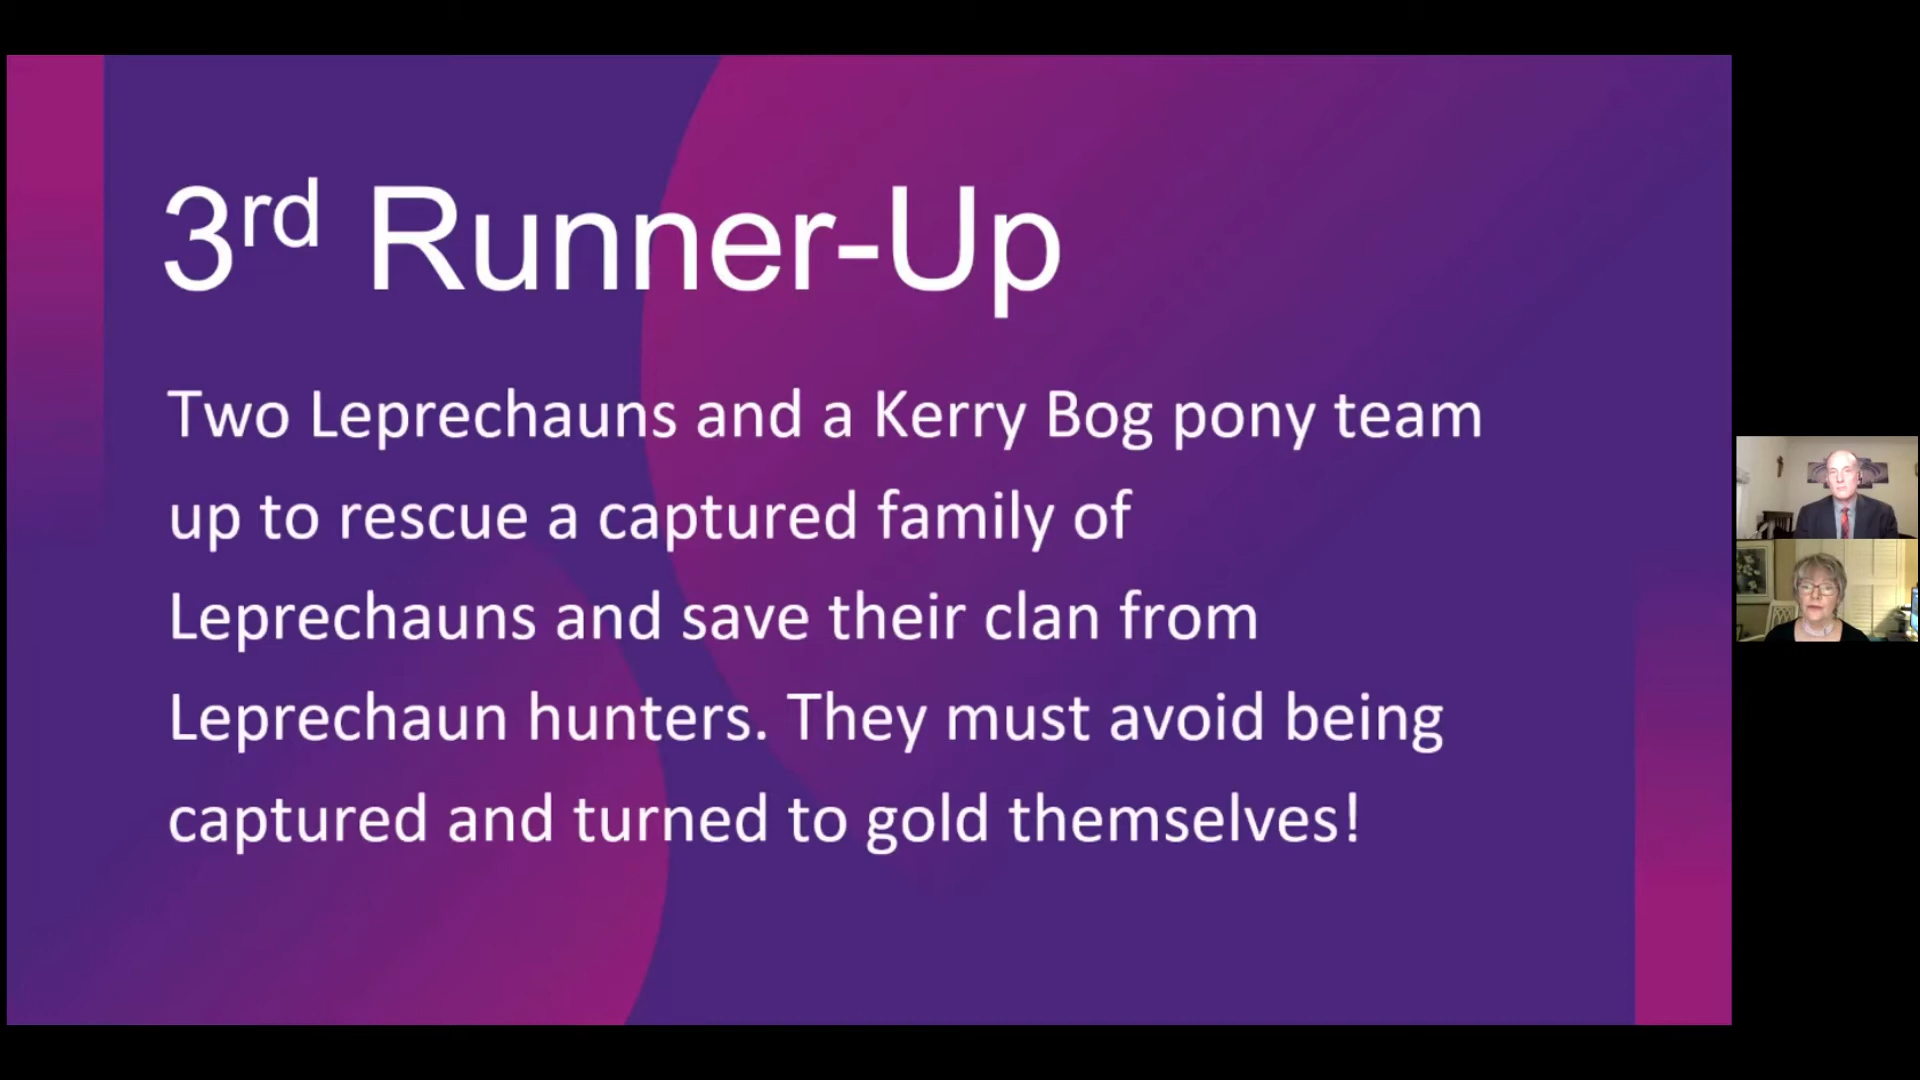 3rd Runner-Up
Two Leprechauns and a Kerry Bog pony team
up to rescue a captured family of
Leprechauns and save their clan from
Leprechaun hunters. They must avoid being
captured and turned to gold themselves!